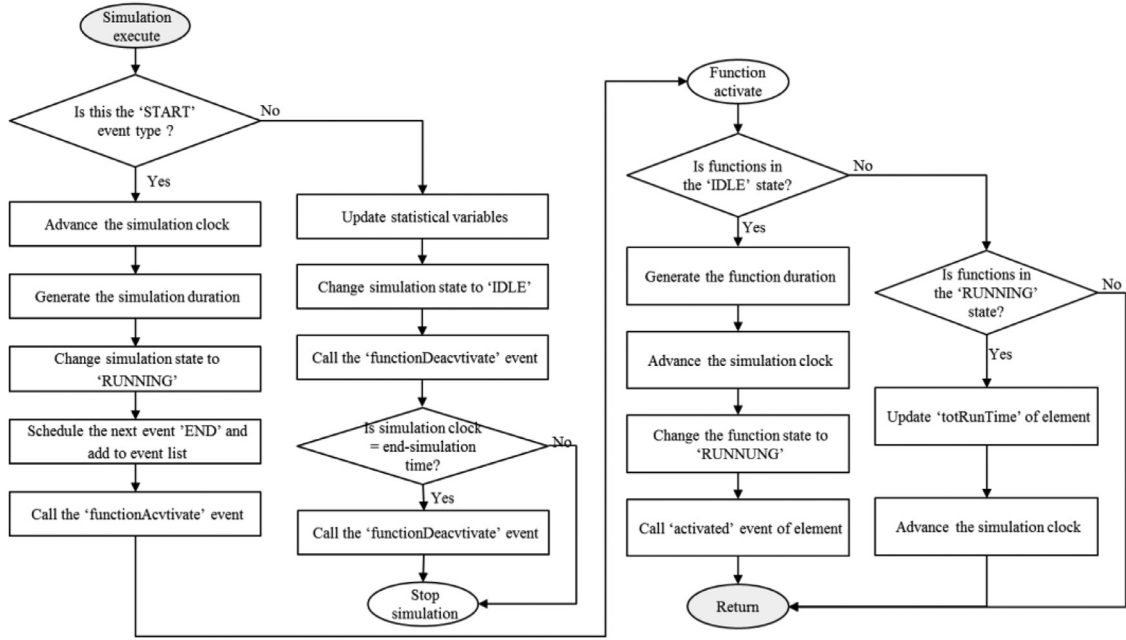 Simulation
execute
Is this the ‘START’
event type ?
No
Yes
Advance the simulation clock
Generate the simulation duration
Change simulation state to
‘RUNNING’
Schedule the next event ’END’ and
add to event list
Call the ‘functionAcvtivate’ event
Update statistical variables
Change simulation state to ‘IDLE’
Call the ‘functionDeacvtivate’ event
Is simulation clock
= end-simulation
time?
No
Yes
Call the ‘functionDeacvtivate’ event
Stop
simulation
Function
activate
Is functions in
the ‘IDLE’ state?
No
Yes
Generate the function duration
Advance the simulation clock
Change the function state to
‘RUNNUNG’
Call ‘activated’ event of element
Return
Is functions in
the ‘RUNNING’
state?
No
Yes
Update ‘totRunTime’ of element
Advance the simulation clock